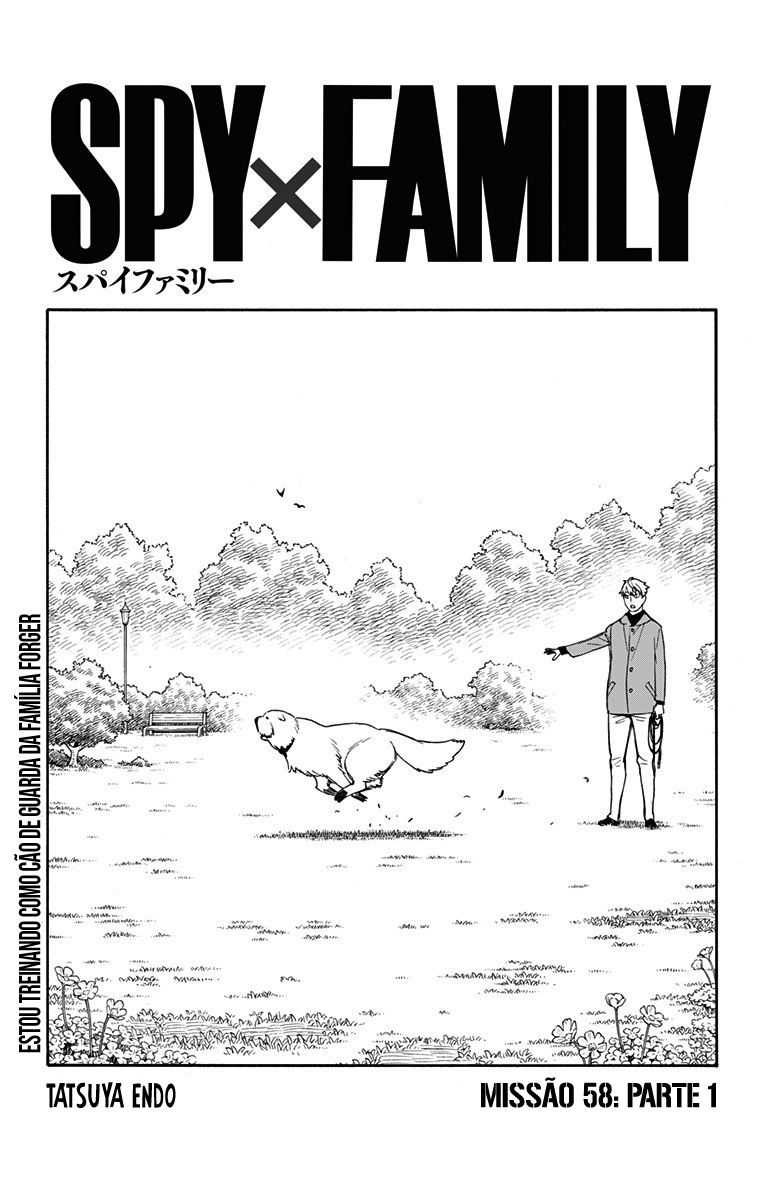 SPY×FAMILY
スパイファミリー
ESTOU TREINANDO COMO CÃO DE GUARDA DA FAMÍLIA FORGER
TATSUYA ENDO
MISSÃO 58: PARTE 1